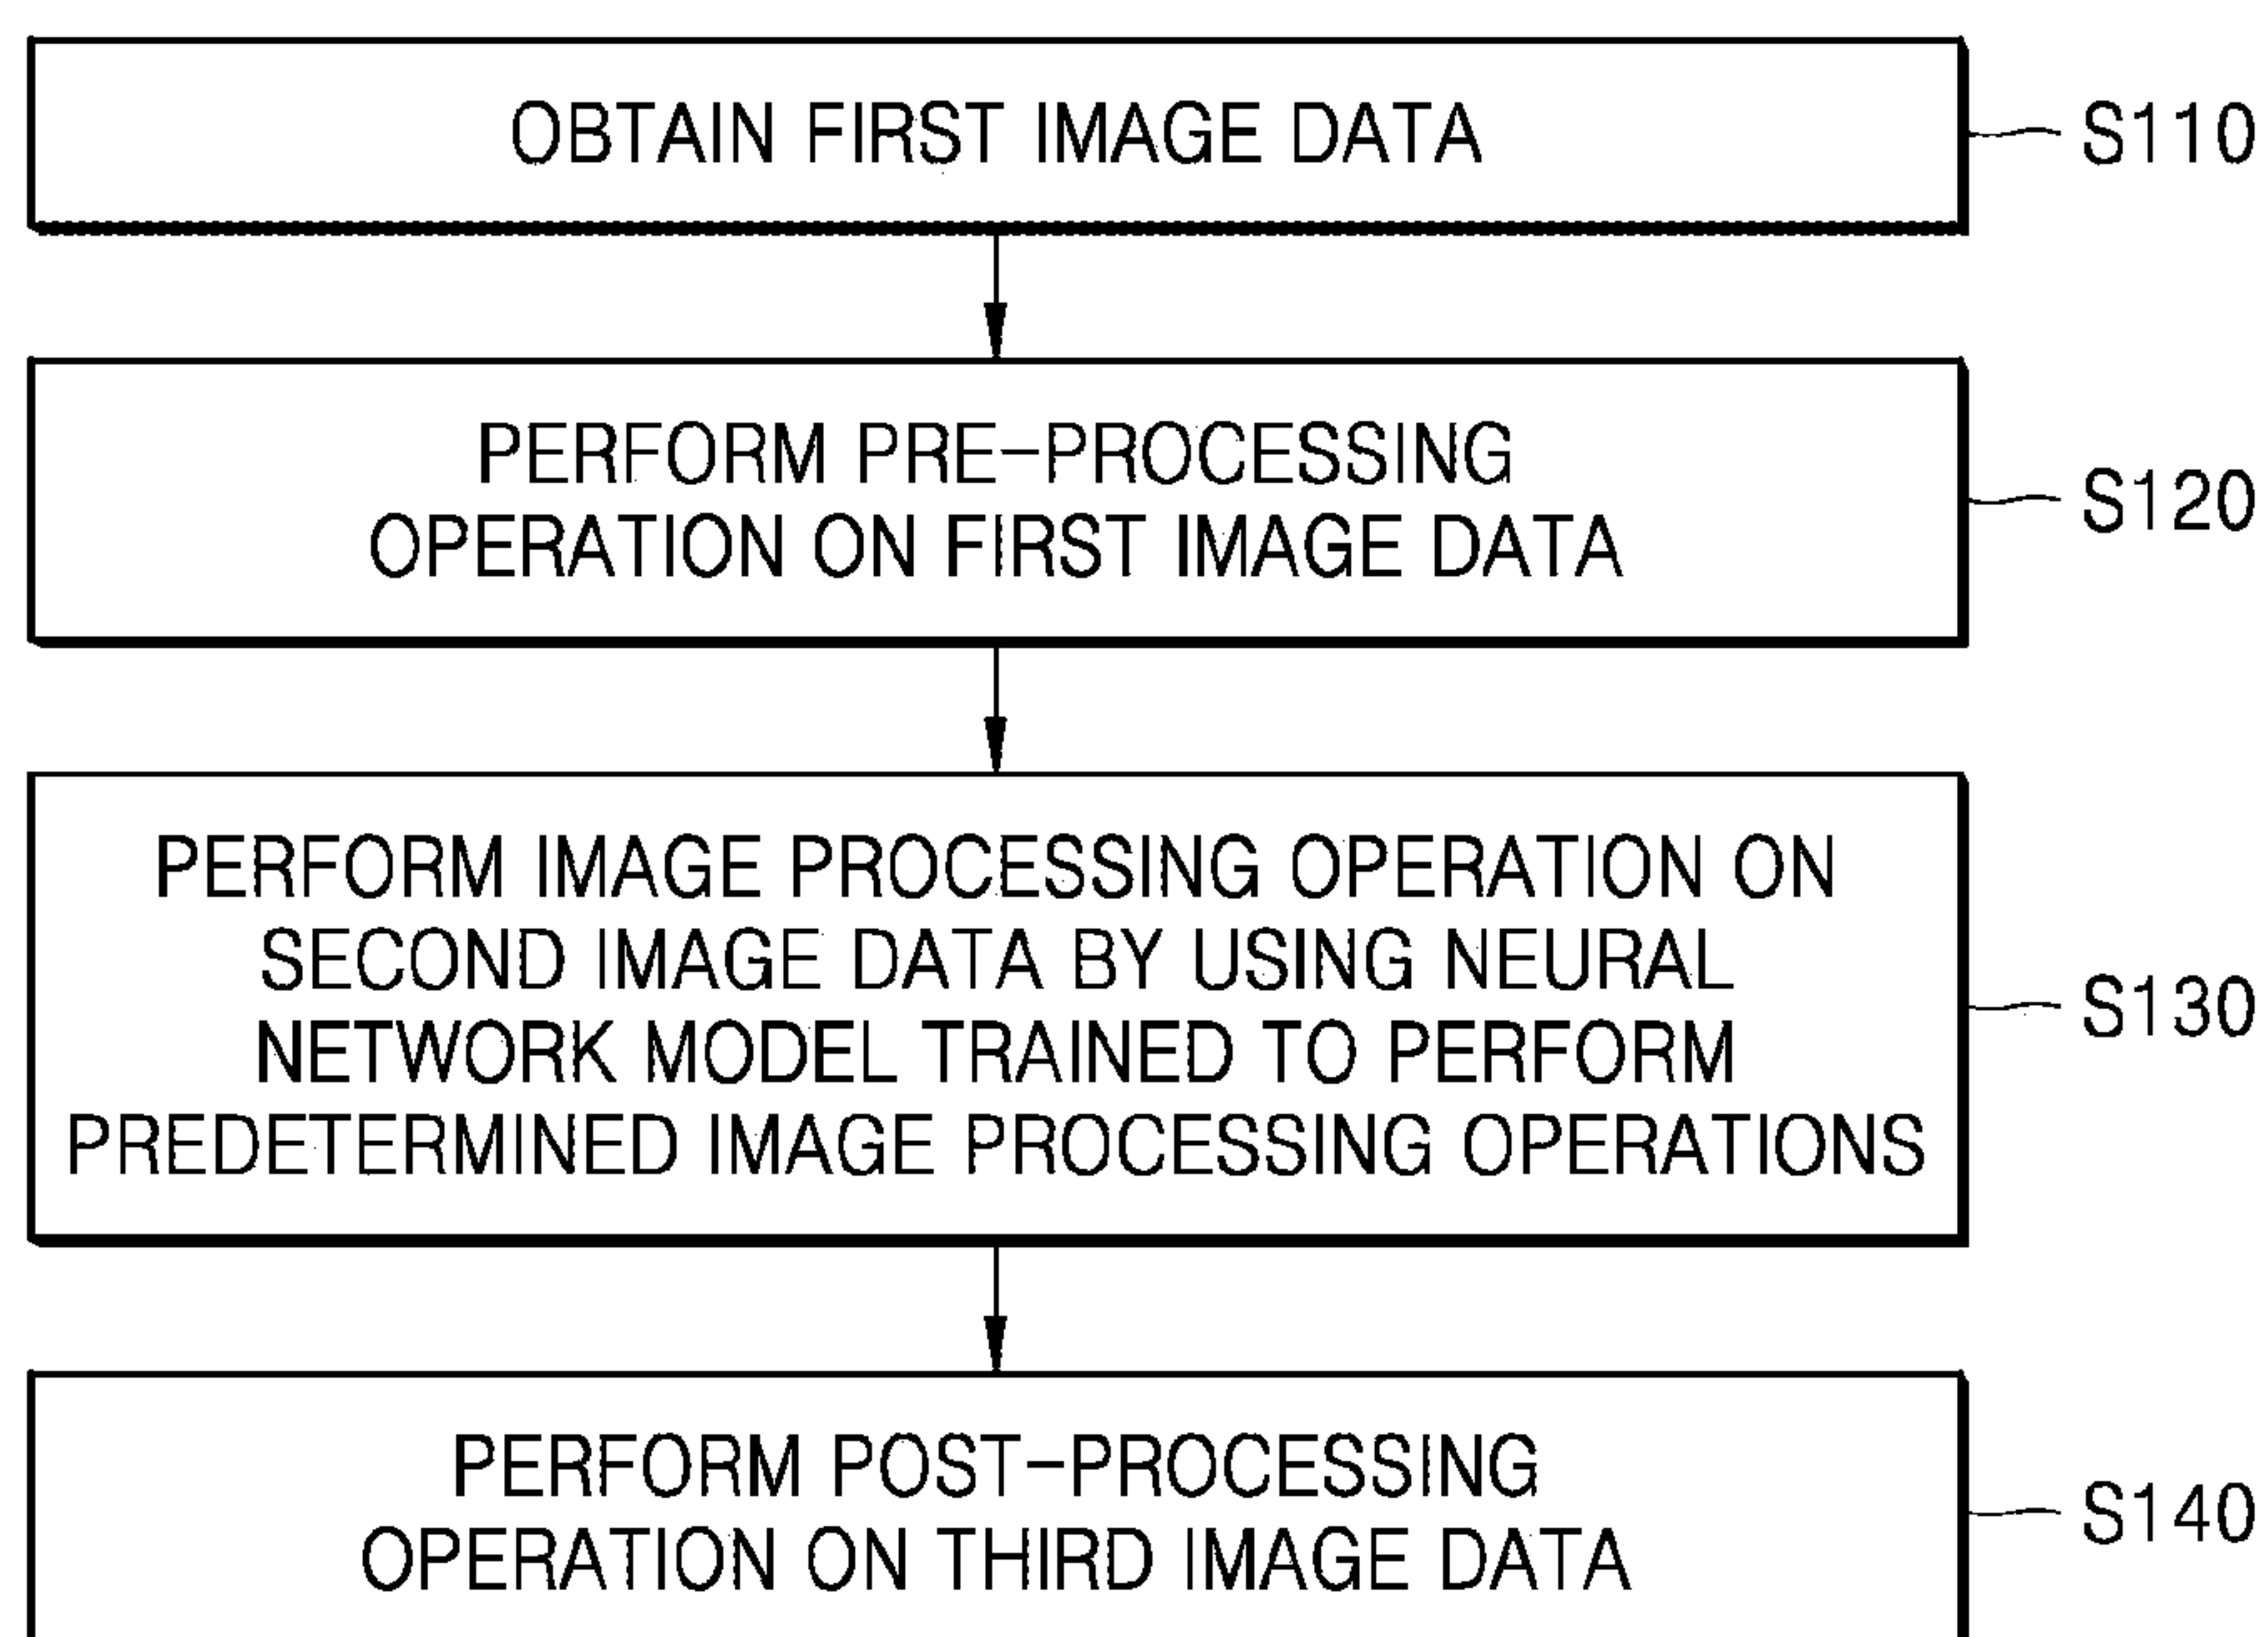 OBTAIN FIRST IMAGE DATA
S110
PERFORM PRE-PROCESSING
OPERATION ON FIRST IMAGE DATA
S120
PERFORM IMAGE PROCESSING OPERATION ON
SECOND IMAGE DATA BY USING NEURAL
NETWORK MODEL TRAINED TO PERFORM
PREDETERMINED IMAGE PROCESSING OPERATIONS
S130
PERFORM POST-PROCESSING
OPERATION ON THIRD IMAGE DATA
S140